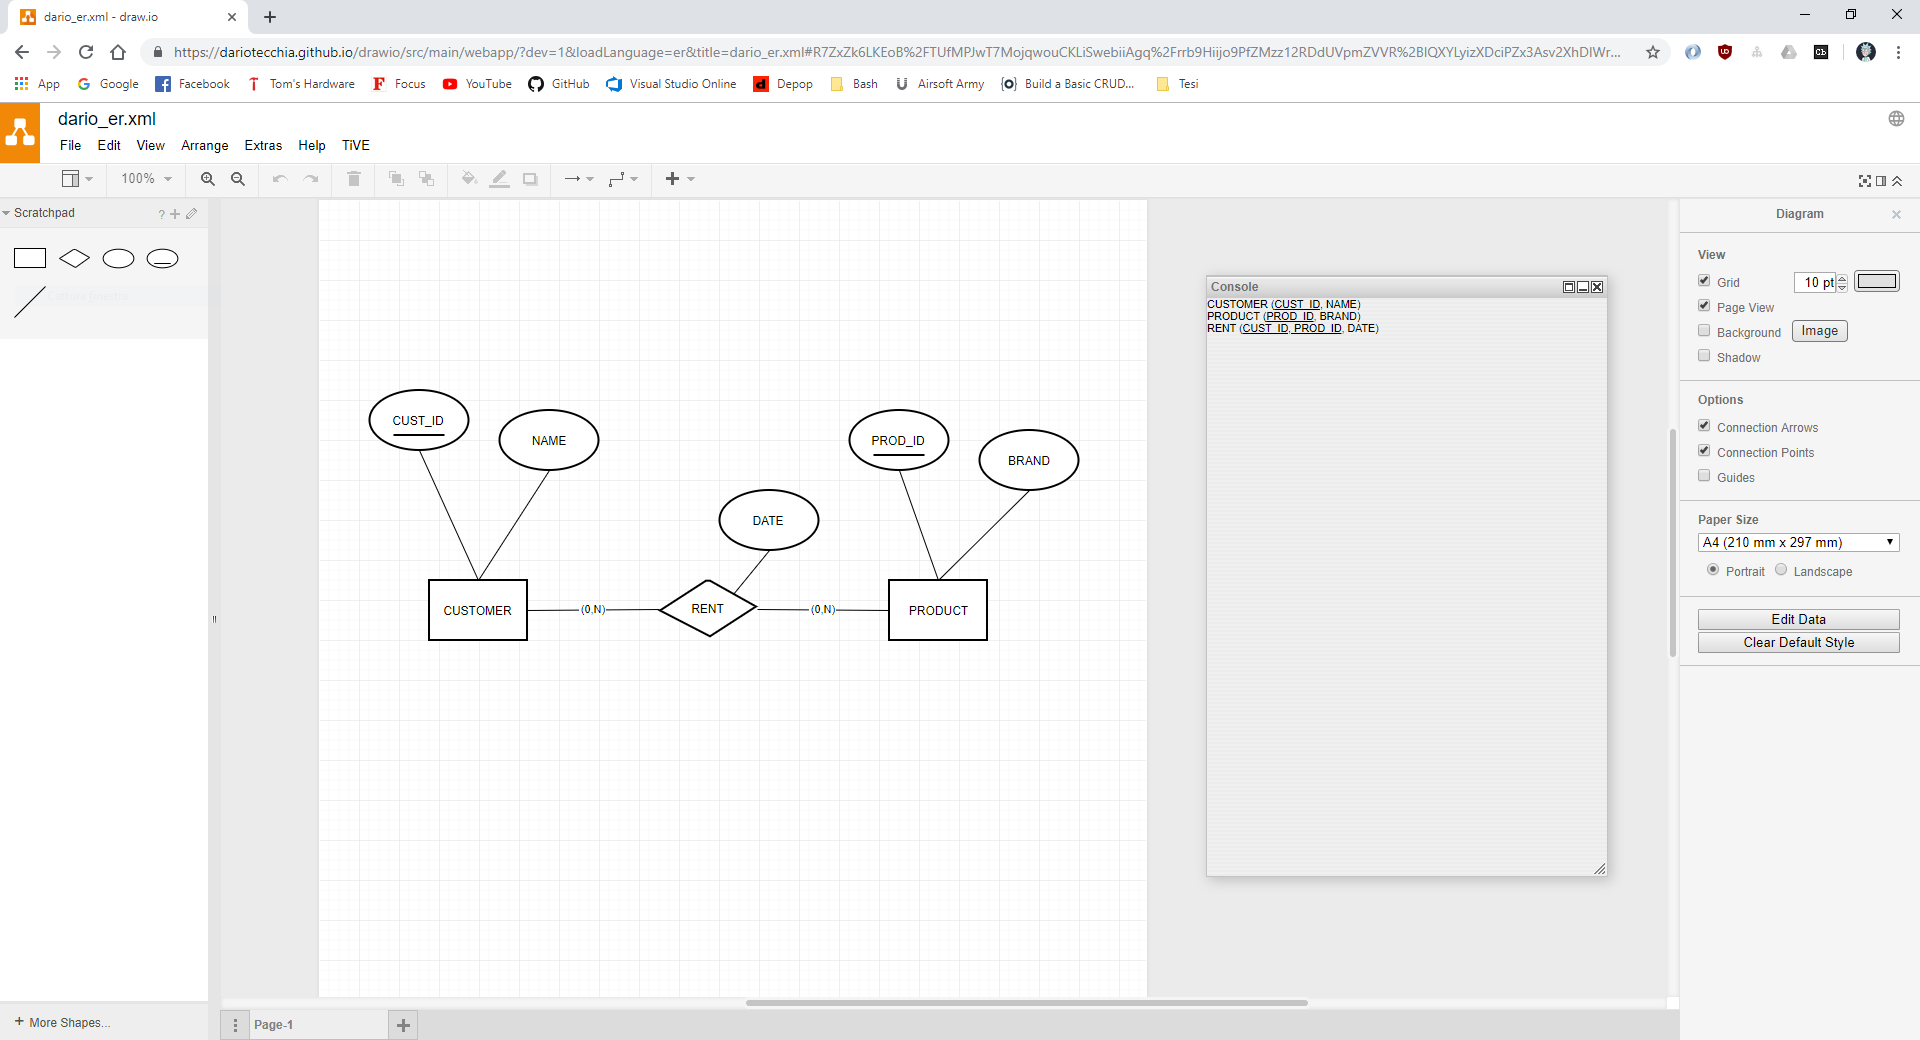 dario_er.xml - draw.io
https://dariotecchia.github.io/drawio/src/main/webapp/?dev=1&loadLanguage=er&title=dario_er.xml#R7ZxZk6LKEoB%2FTUfMPJwT7MojqwouCKLiSwebiiAgq%2Frrb9Hiijo9PfZMzz12RDdUVpmZVVR%2BlQXYLyizXDciPZx3Asv2XhDIWr...
App
Google
Facebook
Tom's Hardware
Focus
YouTube
GitHub
Visual Studio Online
Depop
Bash
Airsoft Army
Build a Basic CRUD...
Tesi
dario_er.xml
File Edit View Arrange Extras Help TiVE
100%
Scratchpad
?
CUST_ID
NAME
PROD_ID
BRAND
DATE
CUSTOMER
(0,N)
RENT
(0,N)
PRODUCT
Console
CUSTOMER (CUST_ID, NAME)
PRODUCT (PROD_ID, BRAND)
RENT (CUST_ID, PROD_ID, DATE)
Diagram
View
Grid
10 pt
Page View
Background
Image
Shadow
Options
Connection Arrows
Connection Points
Guides
Paper Size
A4 (210 mm x 297 mm)
Portrait
Landscape
Edit Data
Clear Default Style
+ More Shapes...
Page-1